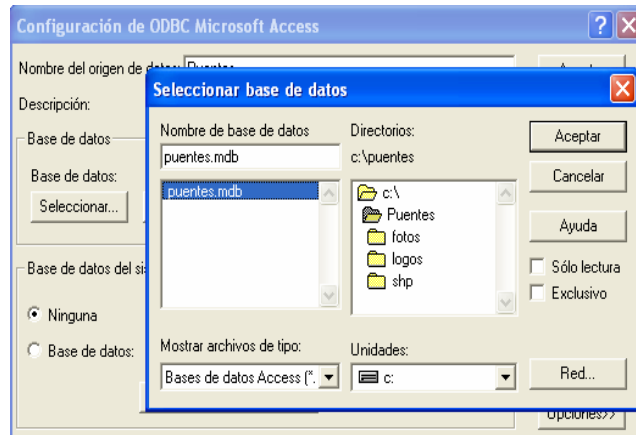 Configuración de ODBC Microsoft Access
Nombre del origen de
Descripción:
Base de datos
Base de datos:
Seleccionar...
Base de datos del
Ninguna
Base de datos:
Seleccionar base de datos
Nombre de base de datos
puentes.mdb
puentes.mdb
Mostrar archivos de tipo:
Bases de datos Access (*.
Directorios:
c:\puentes
c:\
Puentes
fotos
logos
shp
Unidades:
c:
Aceptar
Cancelar
Ayuda
Sólo lectura
Exclusivo
Red...
Opciones>>